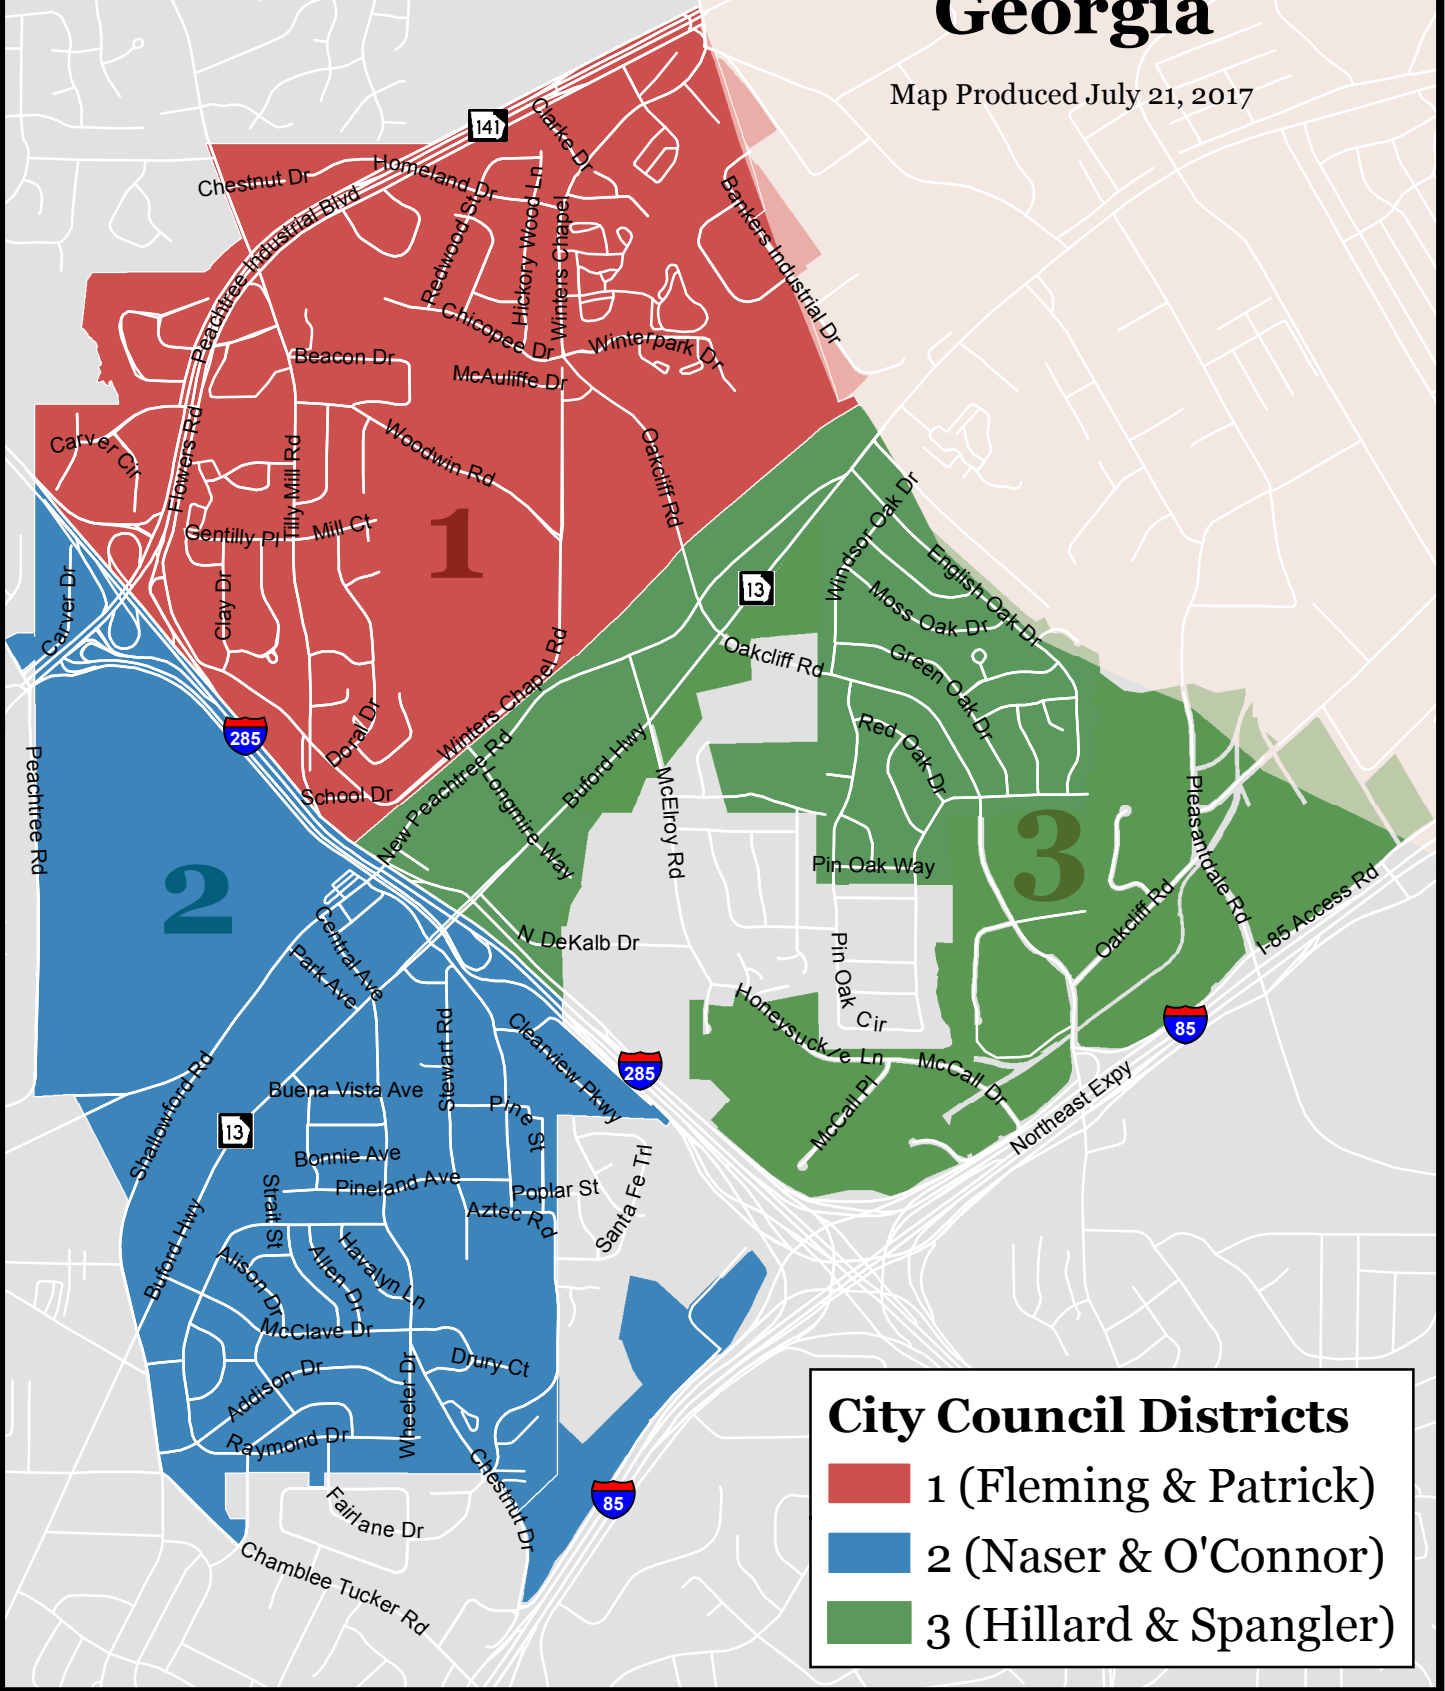 Georgia
Map Produced July 21, 2017
141
Clarke Dr
Chestnut Dr
Homeland Dr
Peachtree Industrial Blvd
Redwood St
Hickory Wood Ln
Winters Chapel
Bankers Industrial Dr
Chicopee Dr
Winterpark Dr
Beacon Dr
McAuliffe Dr
Carver Cir
Flowers Rd
Tilly Mill Rd
Woodwin Rd
Oakcliff Rd
Gentilly Pl
Mill Ct
1
Clay Dr
Carver Dr
13
Windsor Oak Dr
English Oak Dr
Moss Oak Dr
Oakcliff Rd
Green Oak Dr
Winters Chapel Rd
Doral Dr
285
Red Oak Dr
Peachtree Rd
School Dr
New Peachtree Rd
Longmire Way
Buford Hwy
McElroy Rd
Pleasantdale Rd
2
3
Pin Oak Way
Central Ave
Park Ave
N DeKalb Dr
Pin Oak Cir
Oakcliff Rd
I-85 Access Rd
85
Honeysuckle Ln
McCall Dr
McCall Pl
Northeast Expy
Stewart Rd
Clearview Pkwy
285
Shallowford Rd
Buena Vista Ave
Pine St
13
Bonnie Ave
Pineland Ave
Poplar St
Santa Fe Trl
Strait St
Aztec Rd
Buford Hwy
Alison Dr
Allen Dr
Havalyn Ln
McClave Dr
Drury Ct
Addison Dr
Wheeler Dr
Raymond Dr
Chestnut Dr
85
Fairlane Dr
Chamblee Tucker Rd
City Council Districts
1 (Fleming & Patrick)
2 (Naser & O'Connor)
3 (Hillard & Spangler)